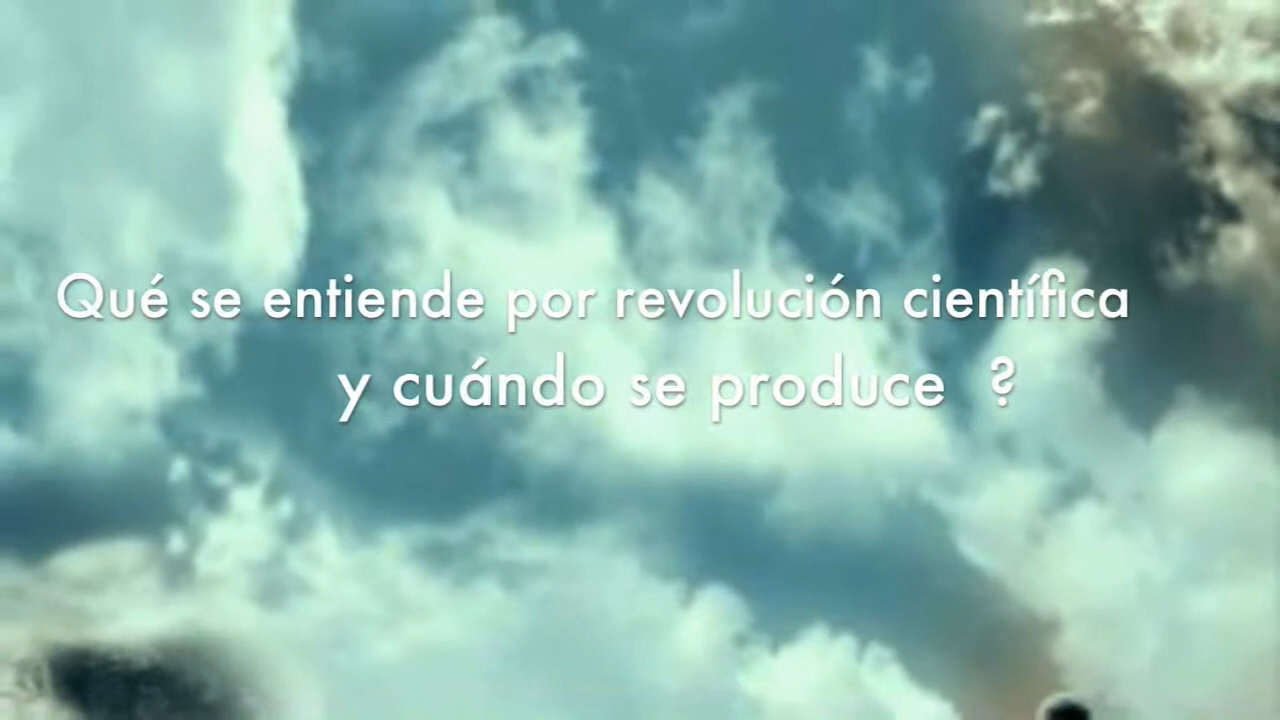 Qué se entiende por revolución científica
y cuándo se produce ?